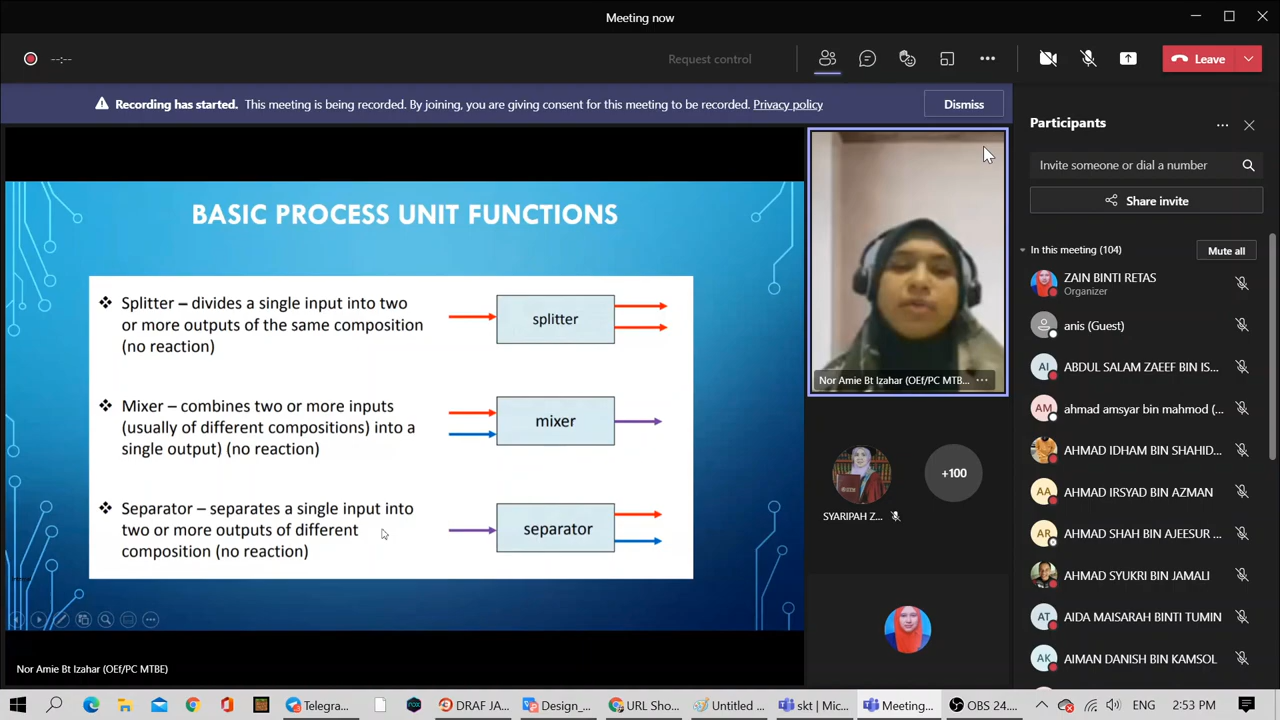 Meeting now
--:--
Request control
Leave
Recording has started. This meeting is being recorded. By joining, you are giving consent for this meeting to be recorded. Privacy policy
Dismiss
BASIC PROCESS UNIT FUNCTIONS
❖ Splitter – divides a single input into two
or more outputs of the same composition
(no reaction)
splitter
❖ Mixer – combines two or more inputs
(usually of different compositions) into a
single output) (no reaction)
mixer
❖ Separator – separates a single input into
two or more outputs of different
composition (no reaction)
separator
Nor Amie Bt Izahar (OEf/PC MTBE)
Nor Amie Bt Izahar (OEf/PC MTBE... ...
SYARIPAH Z...
+100
Participants
Invite someone or dial a number
Share invite
In this meeting (104)
Mute all
ZAIN BINTI RETAS
Organizer
anis (Guest)
AI ABDUL SALAM ZAEEF BIN IS...
AM ahmad amsyar bin mahmod (...
AHMAD IDHAM BIN SHAHID...
AA AHMAD IRSYAD BIN AZMAN
AR AHMAD SHAH BIN AJEESUR ...
AHMAD SYUKRI BIN JAMALI
AT AIDA MAISARAH BINTI TUMIN
AK AIMAN DANISH BIN KAMSOL
Telegra...
DRAF JA...
Design_...
URL Sho...
Untitled ...
skt | Mic...
Meeting...
OBS 24....
2:53 PM